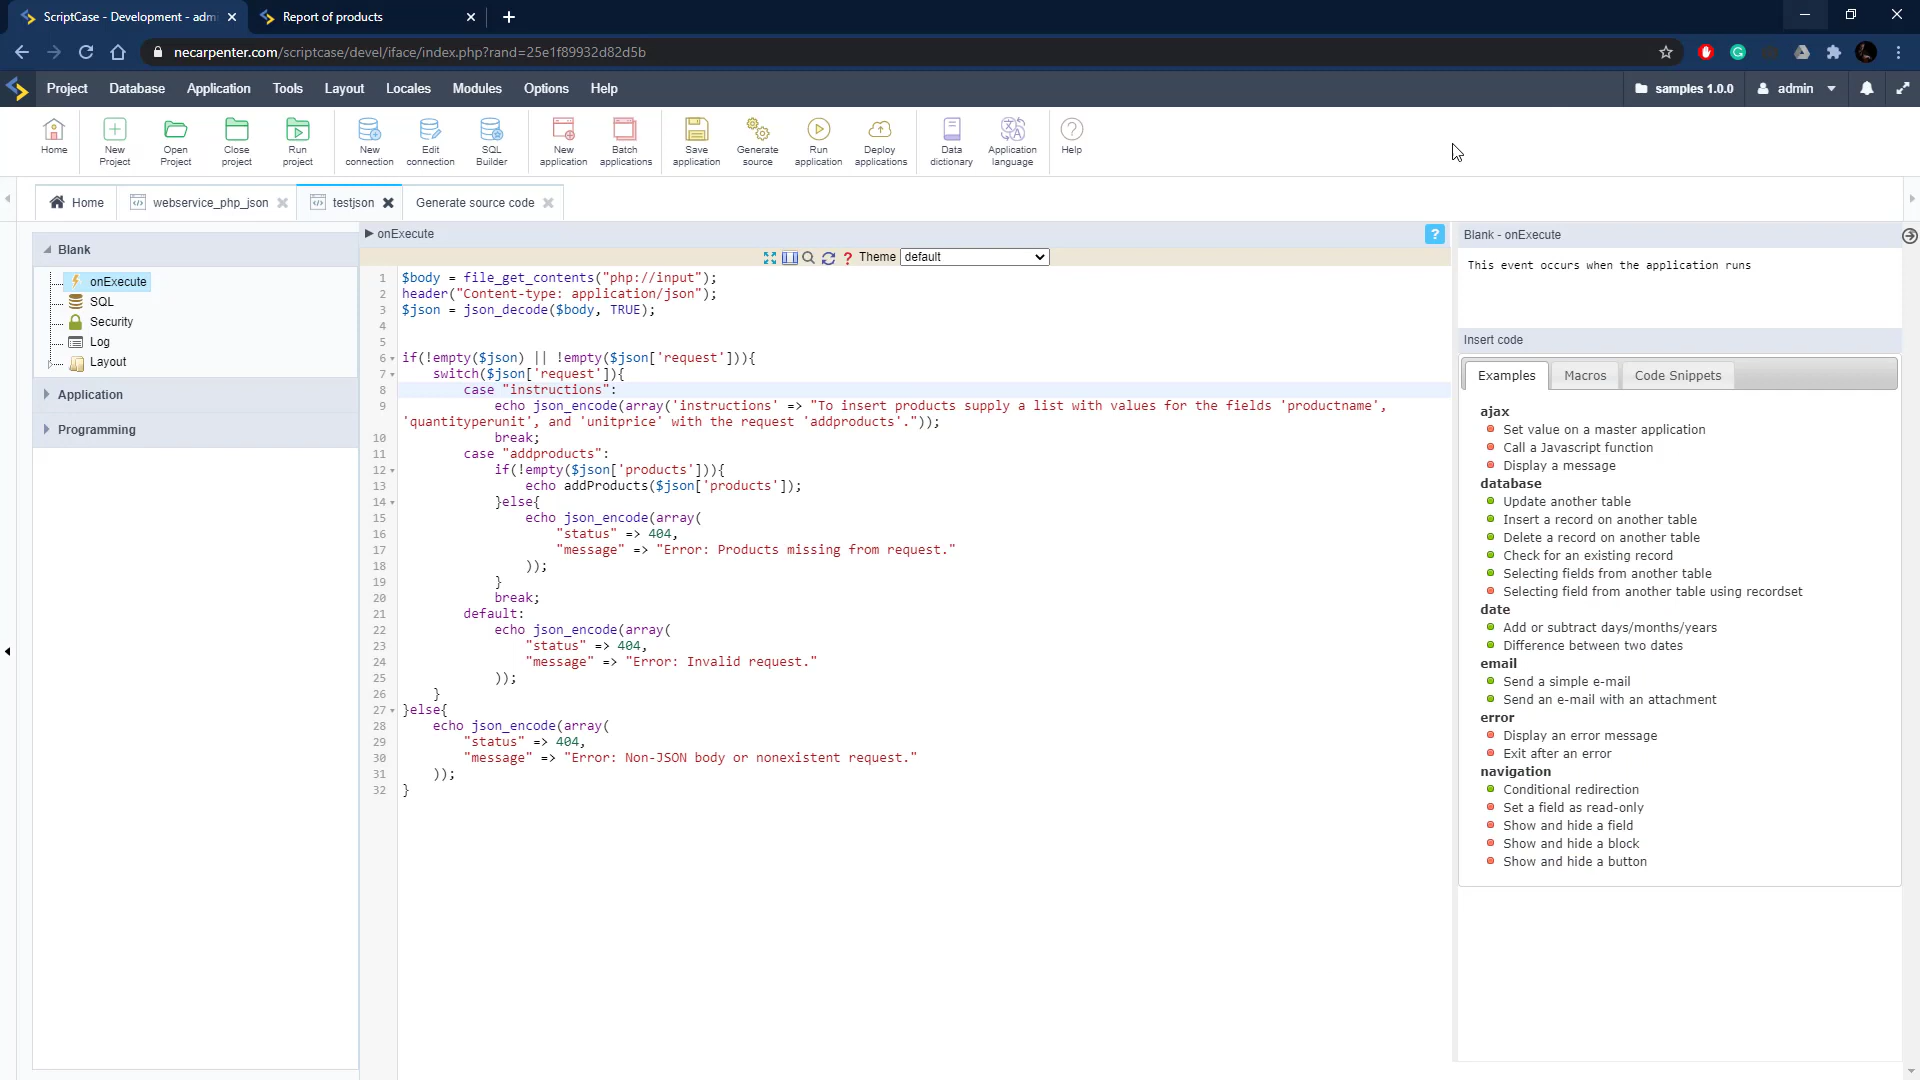 ScriptCase - Development - admi
Report of products
necarpenter.com/scriptcase/devel/iface/index.php?rand=25e1f89932d82d5b
Project Database Application Tools Layout Locales Modules Options Help
samples 1.0.0 admin
Home
New Project
Open Project
Close project
Run project
New connection
Edit connection
SQL Builder
New application
Batch applications
Save application
Generate source
Run application
Deploy applications
Data dictionary
Application language
Help
Home
webservice_php_json
testjson
Generate source code
Blank
onExecute
SQL
Security
Log
Layout
Application
Programming
onExecute
?
? Theme default
1 $body = file_get_contents("php://input");
2 header("Content-type: application/json");
3 $json = json_decode($body, TRUE);
4
5
6 if(!empty($json) || !empty($json['request'])){
7 switch($json['request']){
8 case "instructions":
9 echo json_encode(array('instructions' => "To insert products supply a list with values for the fields 'productname',
'quantityperunit', and 'unitprice' with the request 'addproducts'."));
10 break;
11 case "addproducts":
12 if(!empty($json['products'])){
13 echo addProducts($json['products']);
14 }else{
15 echo json_encode(array(
16 "status" => 404,
17 "message" => "Error: Products missing from request."
18 ));
19 }
20 break;
21 default:
22 echo json_encode(array(
23 "status" => 404,
24 "message" => "Error: Invalid request."
25 ));
26 }
27 }else{
28 echo json_encode(array(
29 "status" => 404,
30 "message" => "Error: Non-JSON body or nonexistent request."
31 ));
32 }
Blank - onExecute
This event occurs when the application runs
Insert code
Examples Macros Code Snippets
ajax
Set value on a master application
Call a Javascript function
Display a message
database
Update another table
Insert a record on another table
Delete a record on another table
Check for an existing record
Selecting fields from another table
Selecting field from another table using recordset
date
Add or subtract days/months/years
Difference between two dates
email
Send a simple e-mail
Send an e-mail with an attachment
error
Display an error message
Exit after an error
navigation
Conditional redirection
Set a field as read-only
Show and hide a field
Show and hide a block
Show and hide a button